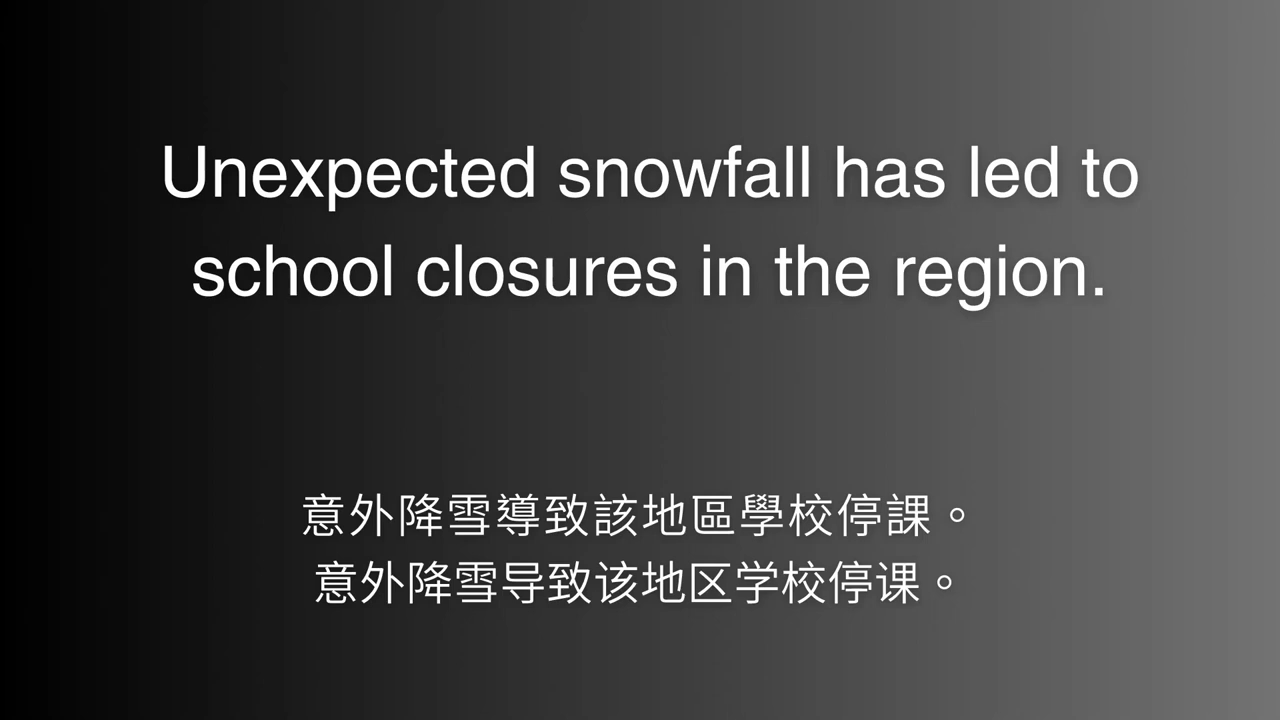 Unexpected snowfall has led to
school closures in the region.
意外降雪導致該地區學校停課。
意外降雪导致该地区学校停课。